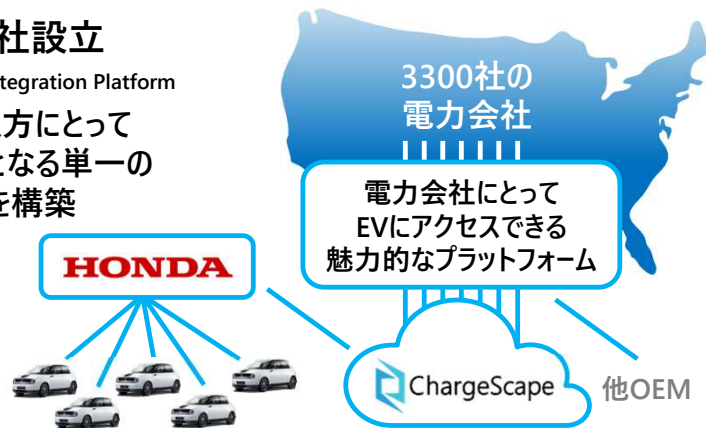 社設立
tegration Platform
方にとって
なる単一の
を構築
3300社の
電力会社
電力会社にとって
EVにアクセスできる
魅力的なプラットフォーム
HONDA
ChargeScape
他OEM